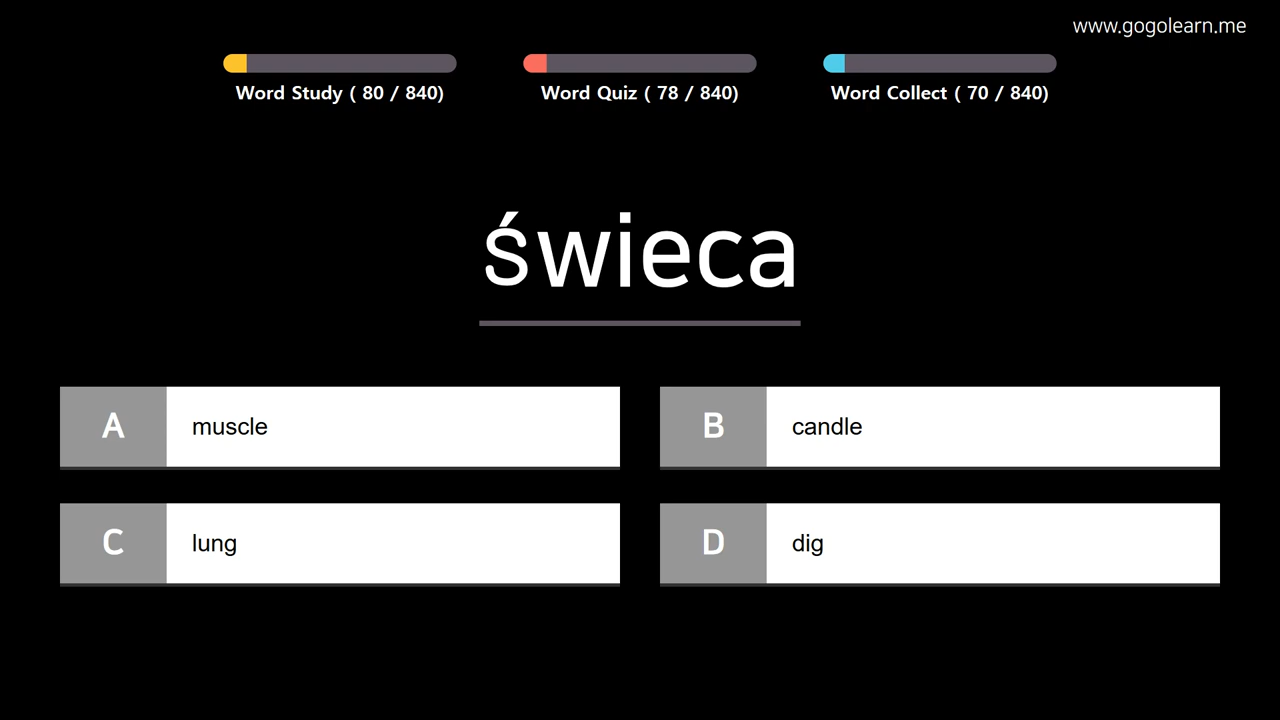 www.gogolearn.me
Word Study ( 80 / 840)
Word Quiz ( 78 / 840)
Word Collect ( 70 / 840)
świeca
A muscle
B candle
C lung
D dig